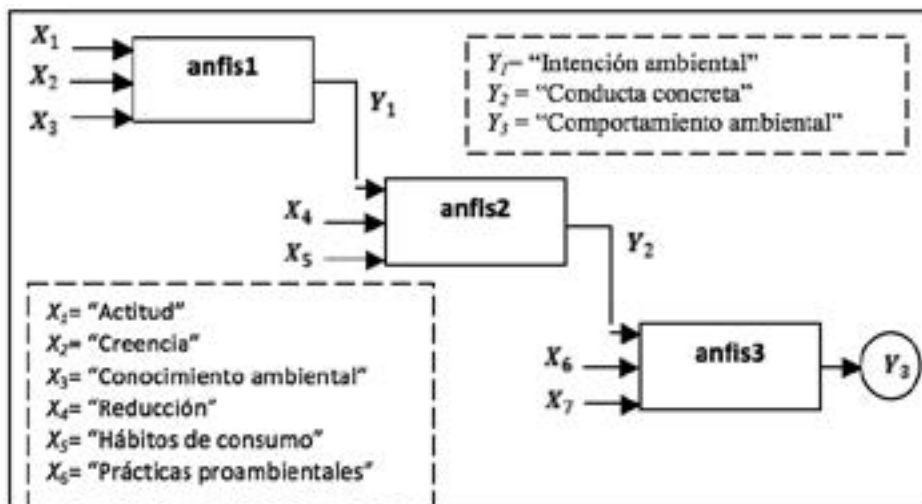 X₁
X₂
X₃
anfis1
Y₁
Y₁= “Intención ambiental”
Y₂ = “Conducta concreta”
Y₃ = “Comportamiento ambiental”
X₄
X₅
anfis2
Y₂
X₆
X₇
anfis3
Y₃
X₁= “Actitud”
X₂= “Creencia”
X₃= “Conocimiento ambiental”
X₄= “Reducción”
X₅= “Hábitos de consumo”
X₆= “Prácticas proambientales”